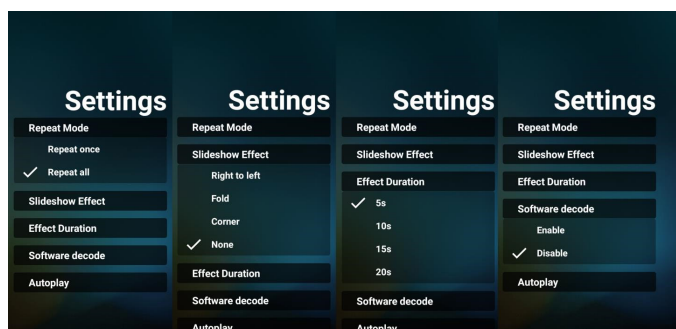 Settings
Repeat Mode
Repeat once
Repeat all
Slideshow Effect
Effect Duration
Software decode
Autoplay
Settings
Repeat Mode
Slideshow Effect
Right to left
Fold
Corner
None
Effect Duration
Software decode
Autoplay
Settings
Repeat Mode
Slideshow Effect
Effect Duration
5s
10s
15s
20s
Software decode
Autoplay
Settings
Repeat Mode
Slideshow Effect
Effect Duration
Software decode
Enable
Disable
Autoplay